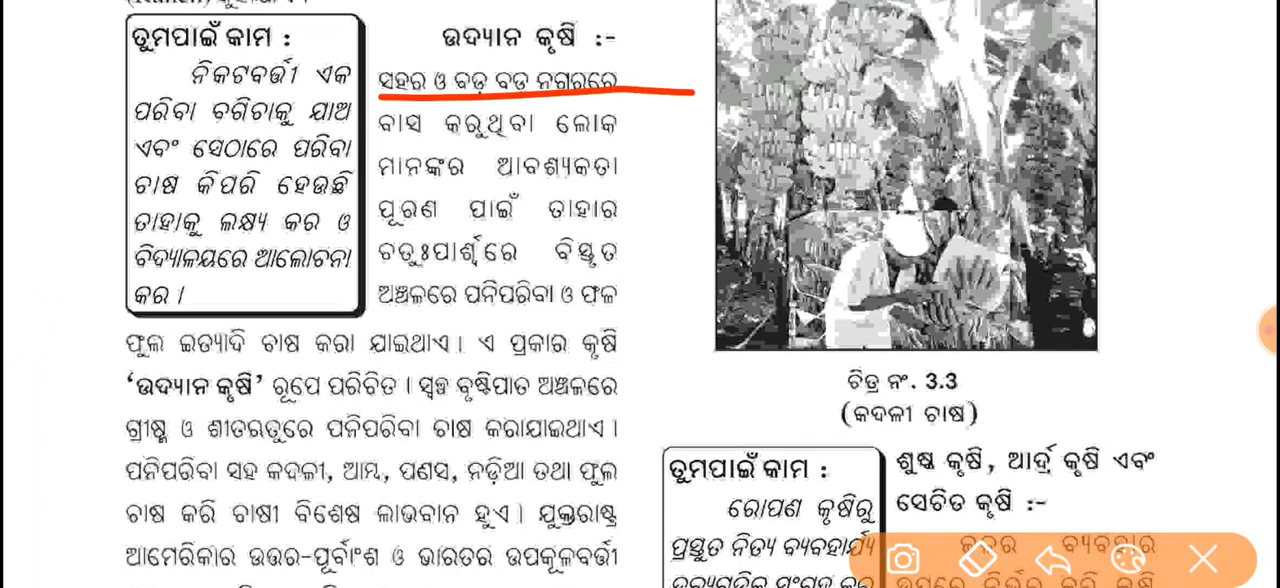 ତୁମପାଇଁ କାମ :
ନିକଟବର୍ତ୍ତୀ ଏକ
ପରିବା ବଗିଚାକୁ ଯାଅ
ଏବଂ ସେଠାରେ ପରିବା
ଚାଷ କିପରି ହେଉଛି
ତାହାକୁ ଲକ୍ଷ୍ୟ କର ଓ
ବିଦ୍ୟାଳୟରେ ଆଲୋଚନା
କର ।
ଉଦ୍ୟାନ କୃଷି :-
ସହର ଓ ବଡ଼ ବଡ଼ ନଗରରେ
ବାସ କରୁଥିବା ଲୋକ
ମାନଙ୍କର ଆବଶ୍ୟକତା
ପୂରଣ ପାଇଁ ତାହାର
ଚତୁଃପାର୍ଶ୍ୱରେ ବିସ୍ତୃତ
ଅଞ୍ଚଳରେ ପନିପରିବା ଓ ଫଳ
ଫୁଲ ଇତ୍ୟାଦି ଚାଷ କରା ଯାଇଥାଏ । ଏ ପ୍ରକାର କୃଷି
‘ଉଦ୍ୟାନ କୃଷି’ ରୂପେ ପରିଚିତ । ସ୍ୱଳ୍ପ ବୃଷ୍ଟିପାତ ଅଞ୍ଚଳରେ
ଗ୍ରୀଷ୍ମ ଓ ଶୀତଋତୁରେ ପନିପରିବା ଚାଷ କରାଯାଇଥାଏ ।
ପନିପରିବା ସହ କଦଳୀ, ଆମ୍ବ, ପଣସ, ନଡ଼ିଆ ତଥା ଫୁଲ
ଚାଷ କରି ଚାଷୀ ବିଶେଷ ଲାଭବାନ ହୁଏ । ଯୁକ୍ତରାଷ୍ଟ୍ର
ଆମେରିକାର ଉତ୍ତର-ପୂର୍ବାଂଶ ଓ ଭାରତର ଉପକୂଳବର୍ତ୍ତୀ
ଚିତ୍ର ନଂ. 3.3
(କଦଳୀ ଚାଷ)
ତୁମପାଇଁ କାମ :
ରୋପଣ କୃଷିରୁ
ପ୍ରସ୍ତୁତ ନିତ୍ୟ ବ୍ୟବହାର୍ଯ୍ୟ
ଶୁଷ୍କ କୃଷି, ଆର୍ଦ୍ର କୃଷି ଏବଂ
ସେଚିତ କୃଷି :-